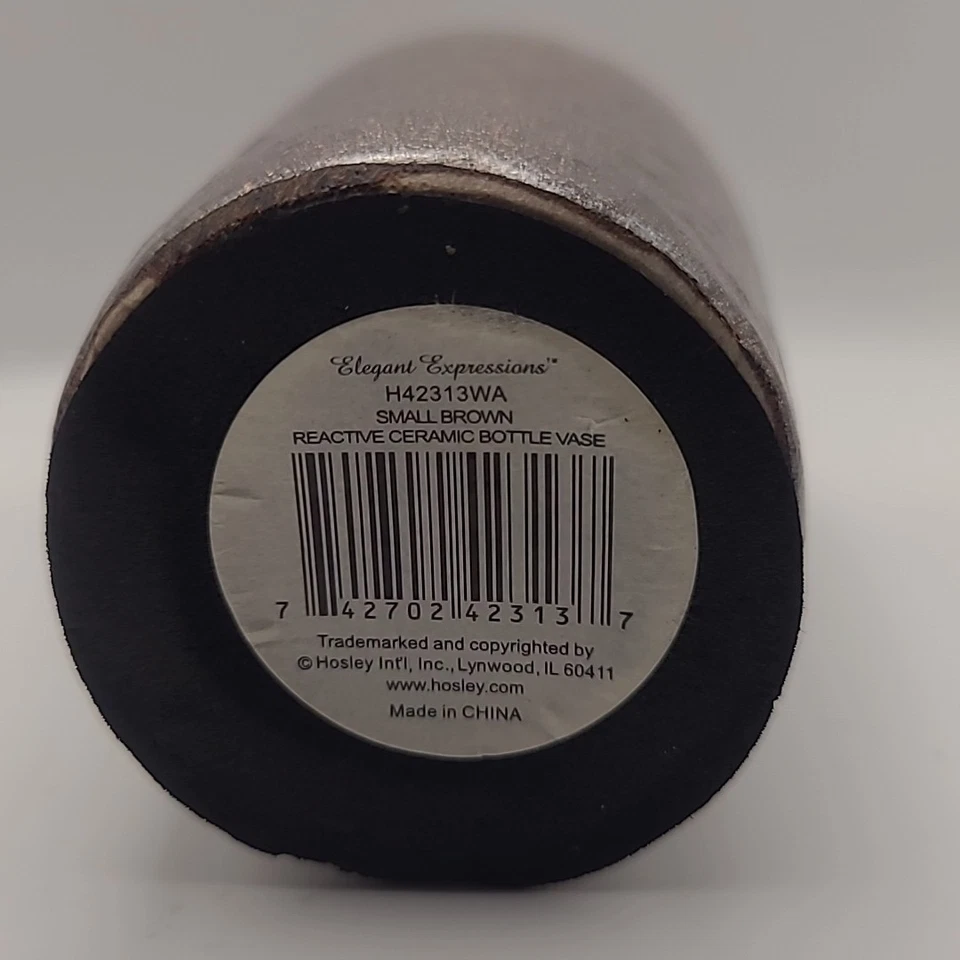 Elegant Expressions™
H42313WA
SMALL BROWN
REACTIVE CERAMIC BOTTLE VASE
7 42702 42313 7
Trademarked and copyrighted by
© Hosley Int'l, Inc., Lynwood, IL 60411
www.hosley.com
Made in CHINA